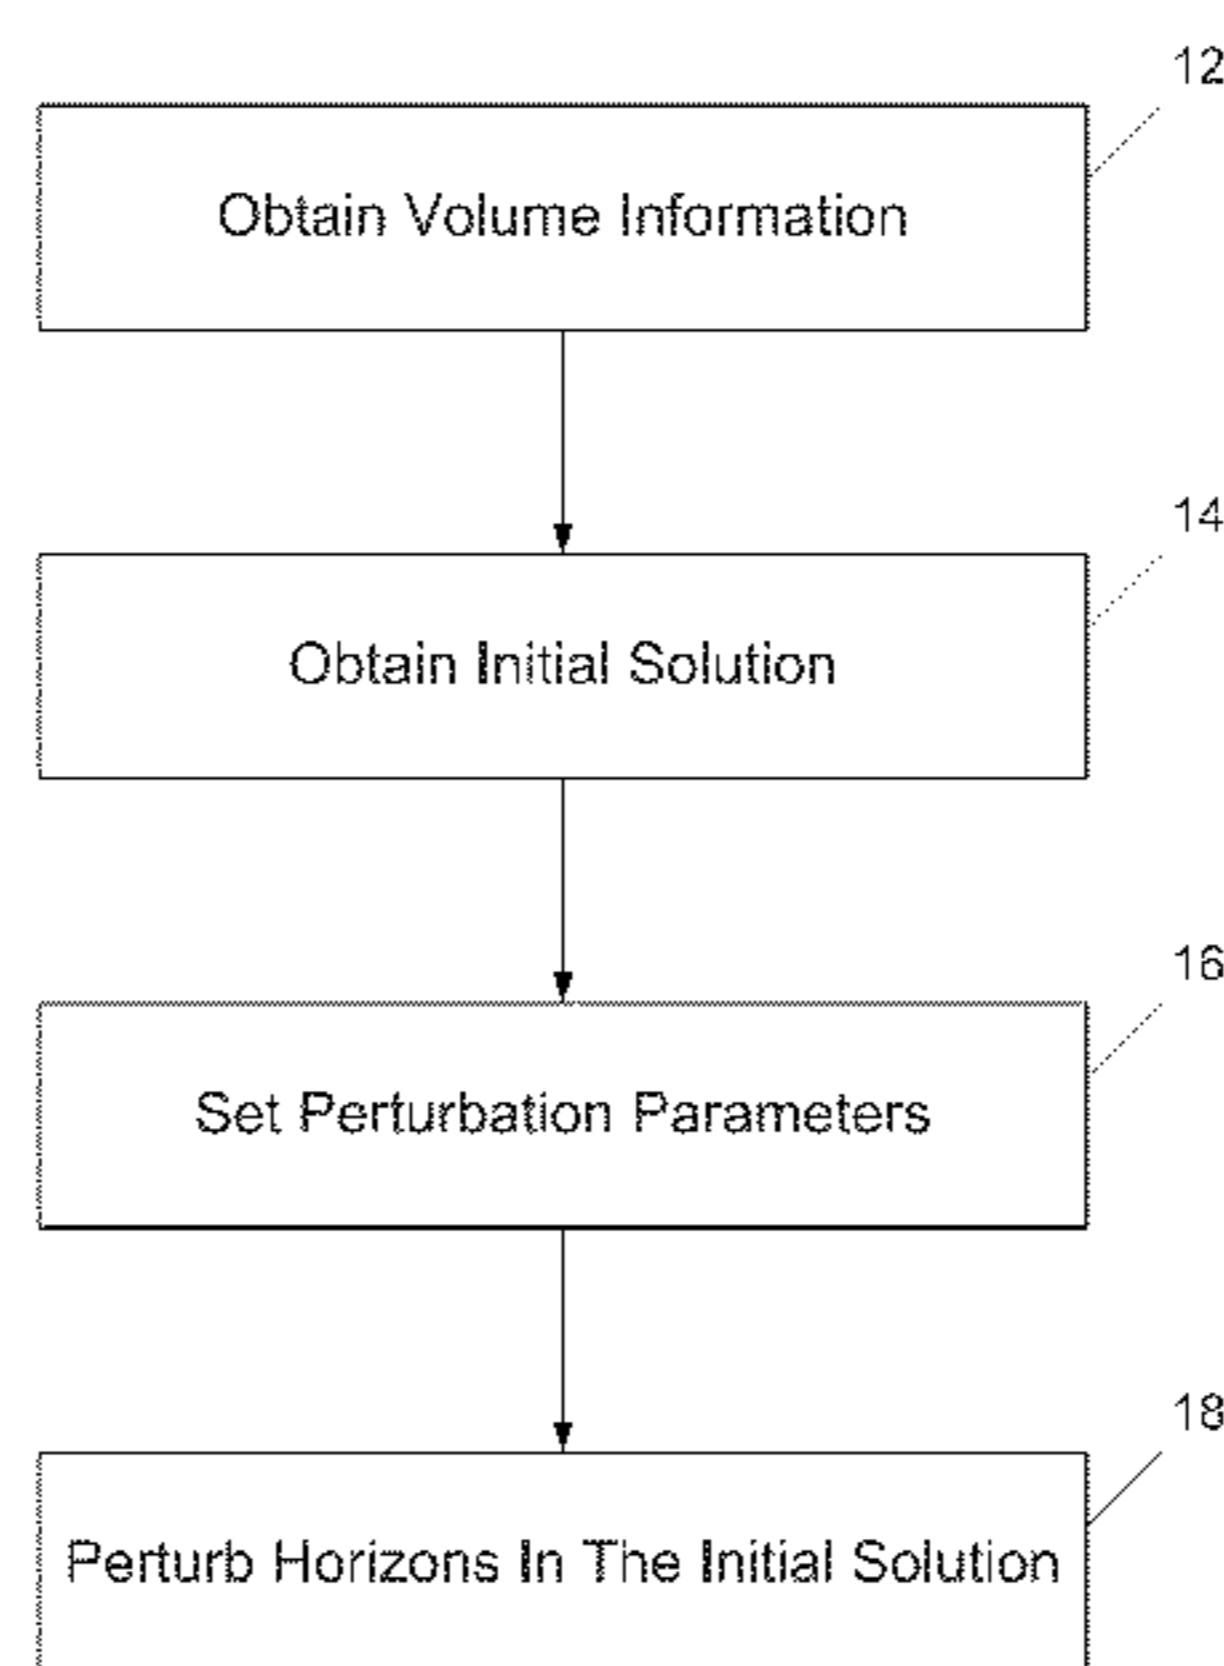 12
Obtain Volume Information
14
Obtain Initial Solution
16
Set Perturbation Parameters
18
Perturb Horizons In The Initial Solution